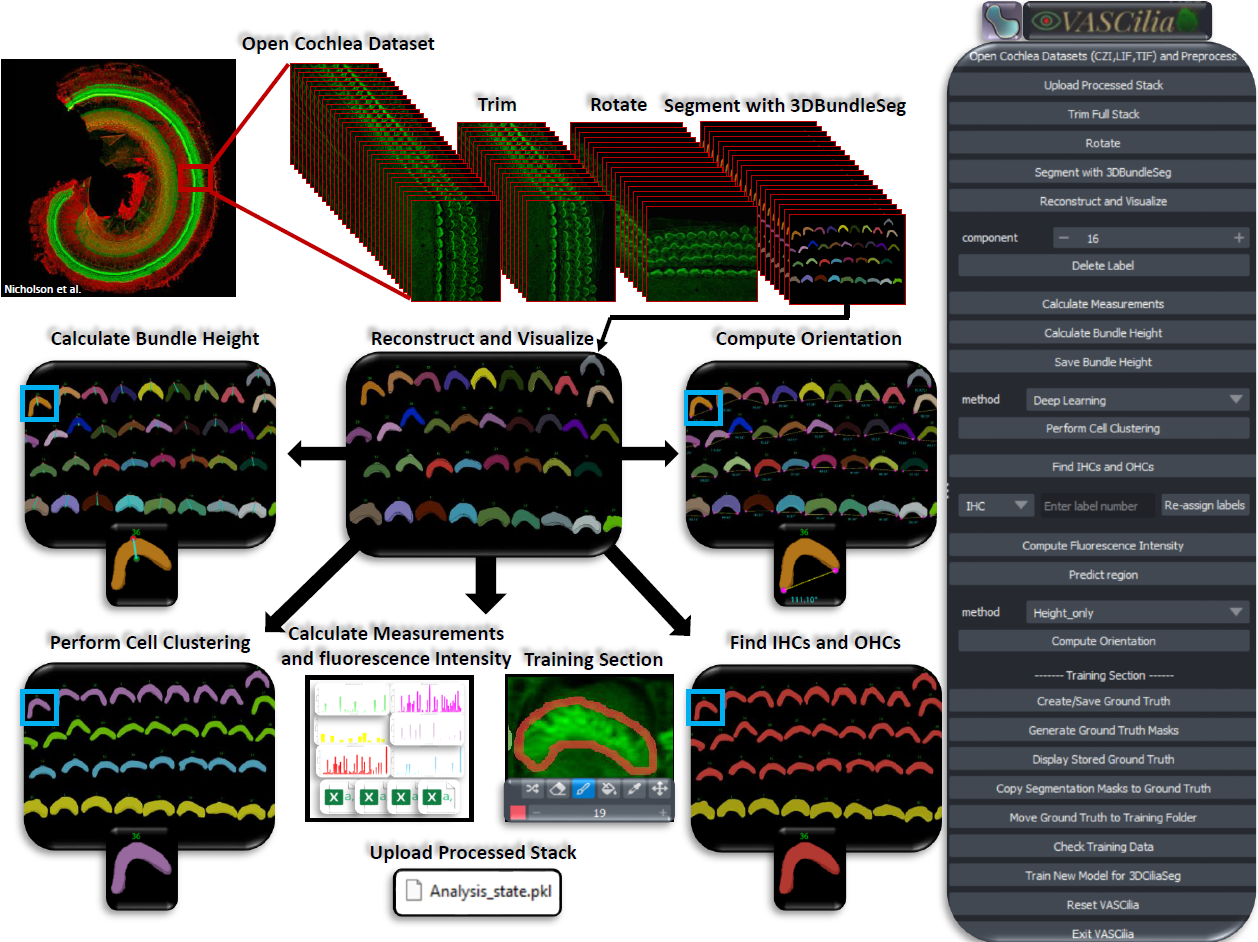 Open Cochlea Dataset
Trim
Rotate
Segment with 3DBundleSeg
Nicholson et al.
Calculate Bundle Height
Reconstruct and Visualize
Compute Orientation
36
36
111.10°
Perform Cell Clustering
Calculate Measurements
and fluorescence Intensity
Training Section
Find IHCs and OHCs
X a,
X a,
X a,
X a,
19
36
36
Upload Processed Stack
Analysis_state.pkl
VASCilia
Open Cochlea Datasets (CZI,LIF,TIF) and Preprocess
Upload Processed Stack
Trim Full Stack
Rotate
Segment with 3DBundleSeg
Reconstruct and Visualize
component − 16 +
Delete Label
Calculate Measurements
Calculate Bundle Height
Save Bundle Height
method Deep Learning
Perform Cell Clustering
Find IHCs and OHCs
IHC Enter label number Re-assign labels
Compute Fluorescence Intensity
Predict region
method Height_only
Compute Orientation
------- Training Section ------
Create/Save Ground Truth
Generate Ground Truth Masks
Display Stored Ground Truth
Copy Segmentation Masks to Ground Truth
Move Ground Truth to Training Folder
Check Training Data
Train New Model for 3DCiliaSeg
Reset VASCilia
Exit VASCilia